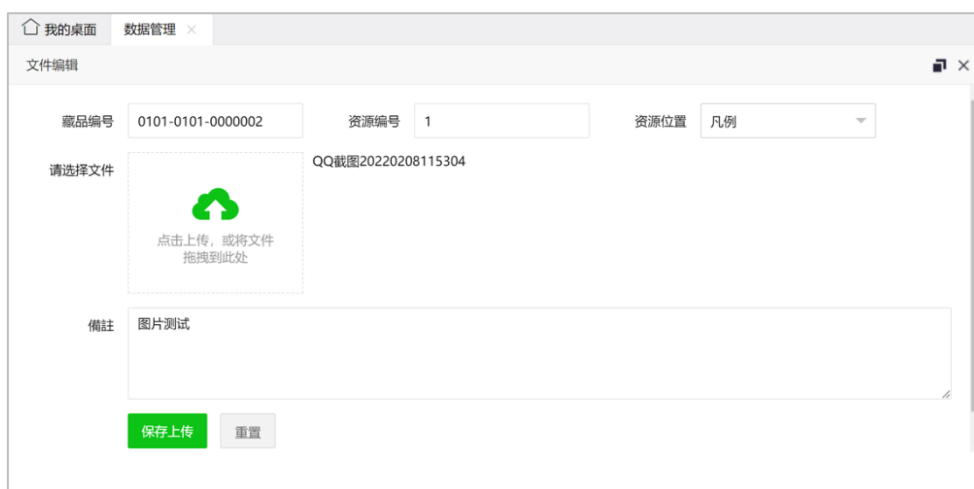 我的桌面 数据管理
文件编辑
藏品编号 0101-0101-0000002 资源编号 1 资源位置 凡例
请选择文件 QQ截图20220208115304
点击上传，或将文件
拖拽到此处
備註 图片测试
保存上传 重置